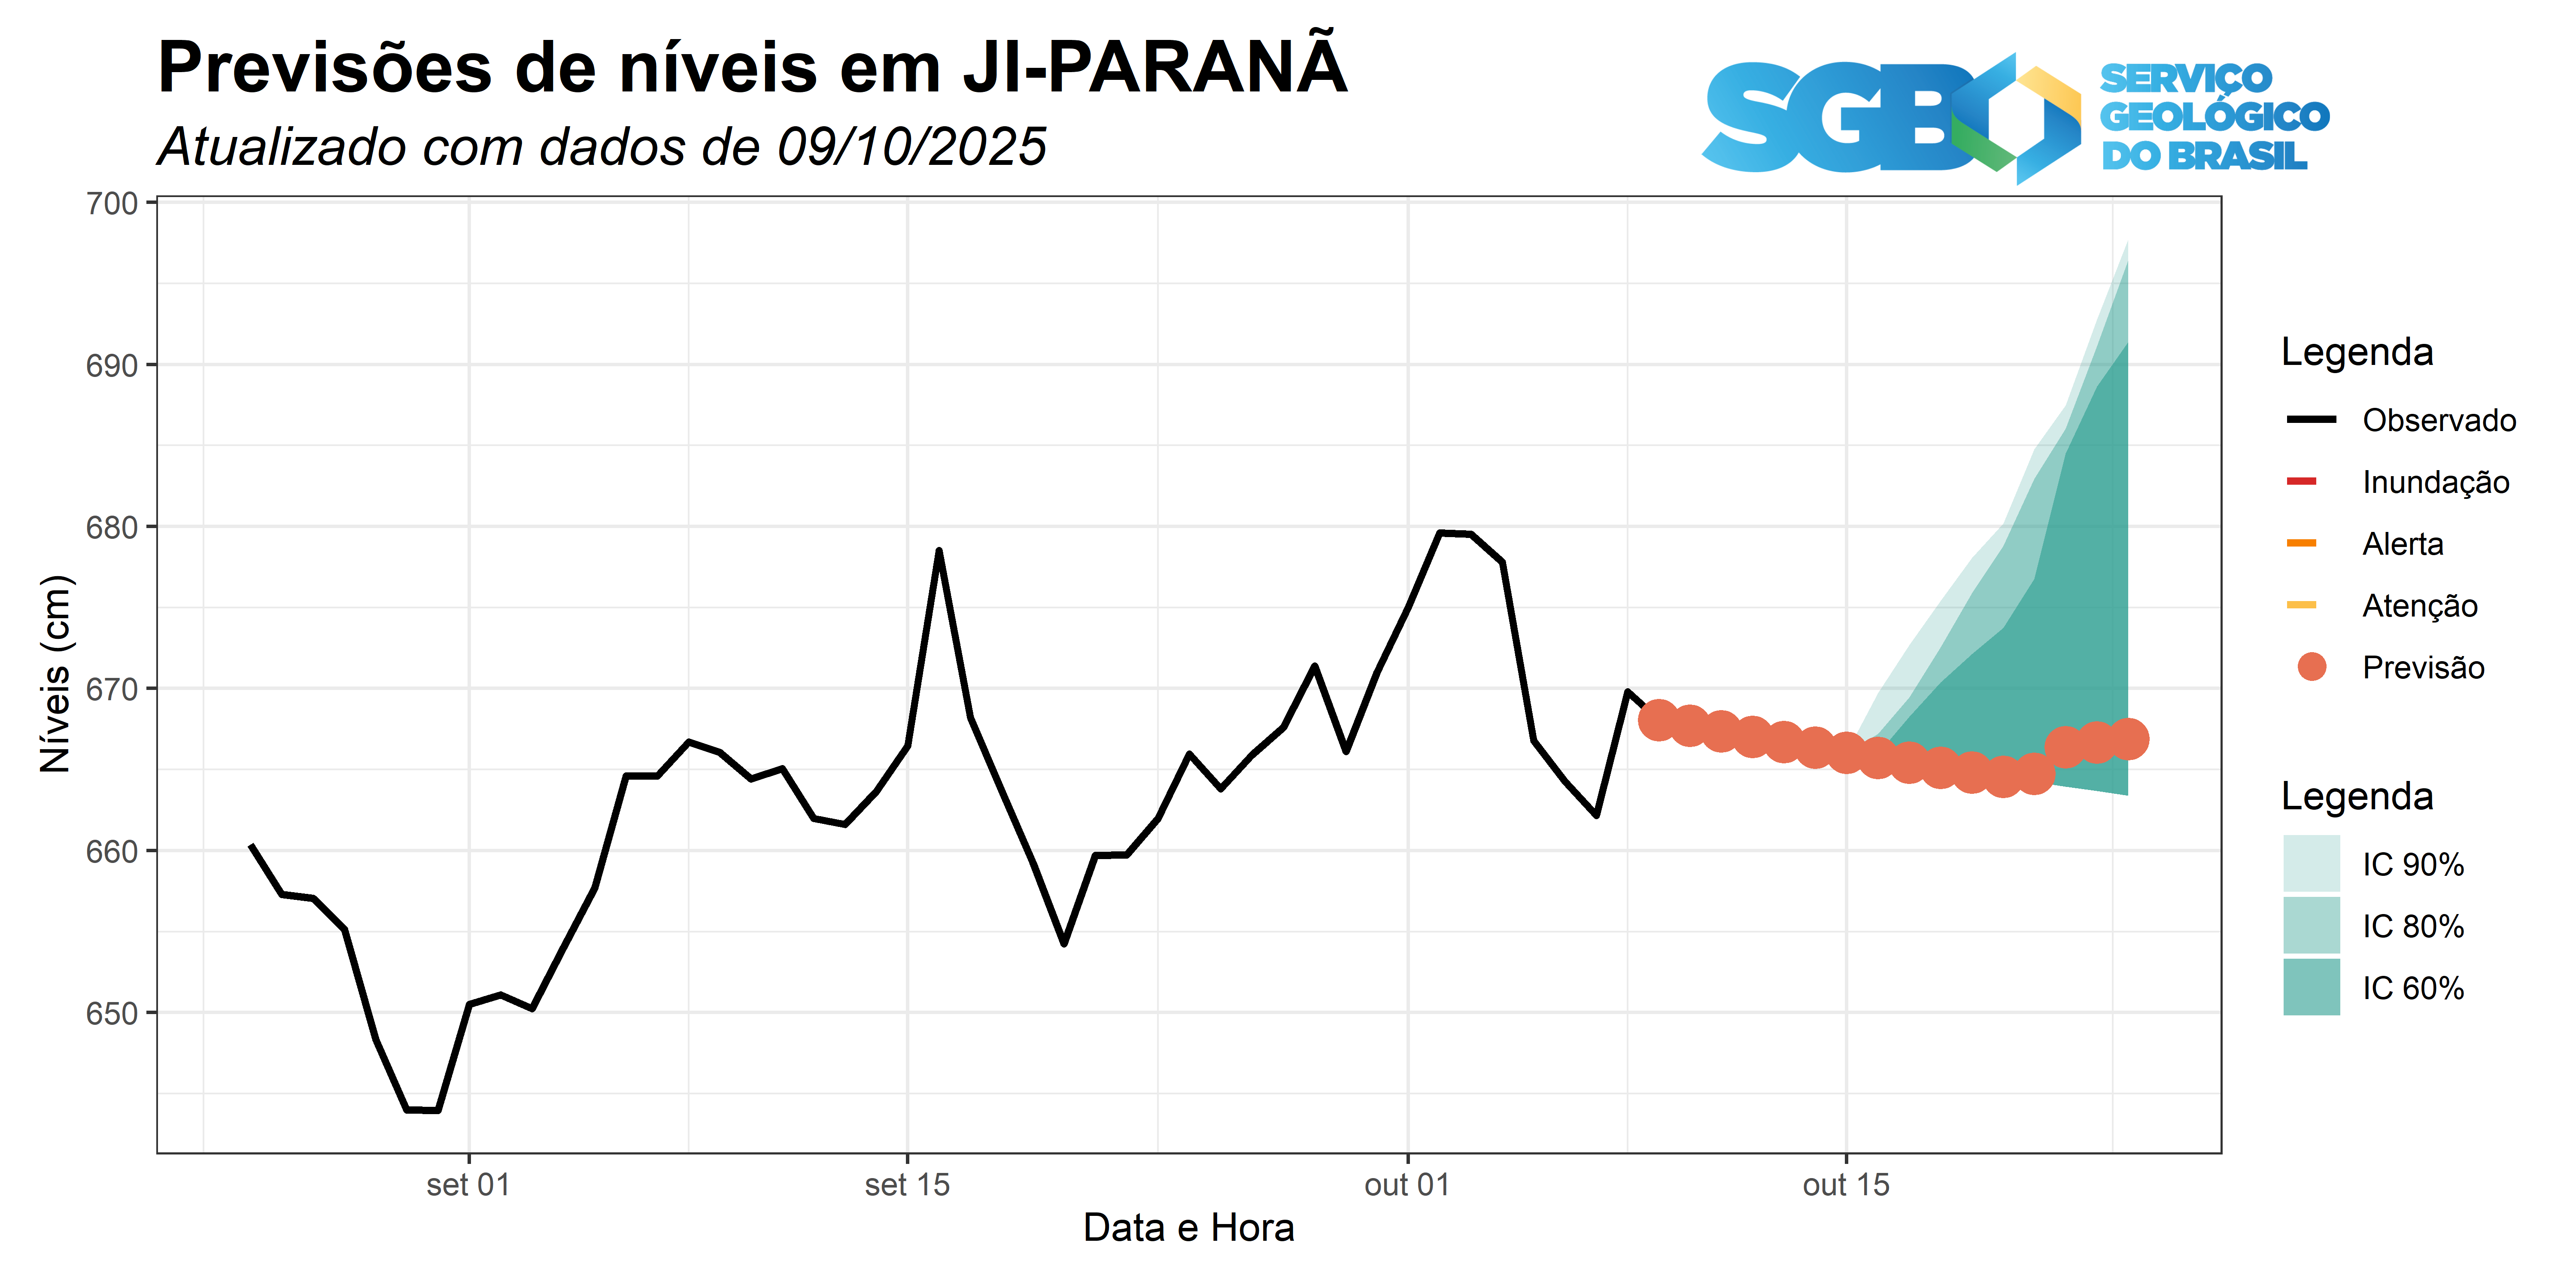 Previsões de níveis em JI-PARANÃ
Atualizado com dados de 09/10/2025
SGB
SERVIÇO
GEOLÓGICO
DO BRASIL
700
690
680
670
660
650
Níveis (cm)
set 01
set 15
out 01
out 15
Data e Hora
Legenda
Observado
Inundação
Alerta
Atenção
Previsão
Legenda
IC 90%
IC 80%
IC 60%